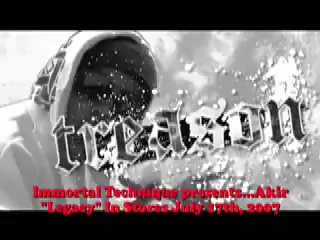 treason
Immortal Technique presents...Akir
"Legacy" In Stores July 17th, 2007